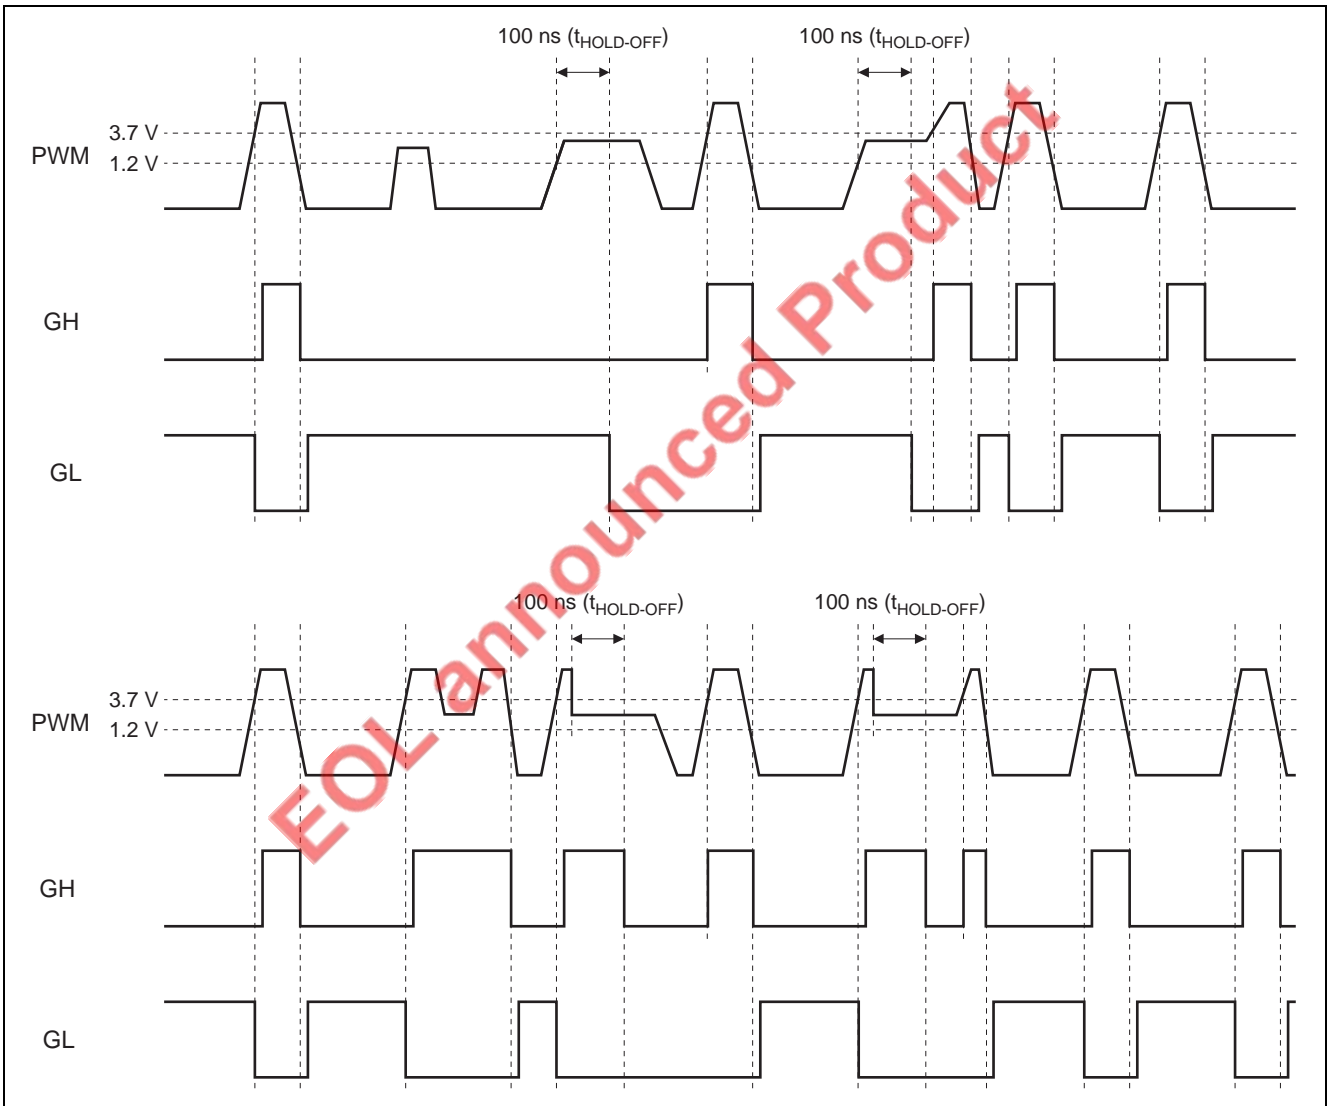 100 ns (tHOLD-OFF) 100 ns (tHOLD-OFF)
3.7 V
PWM 1.2 V
GH
GL
EOL announced Product
100 ns (tHOLD-OFF) 100 ns (tHOLD-OFF)
3.7 V
PWM 1.2 V
GH
GL